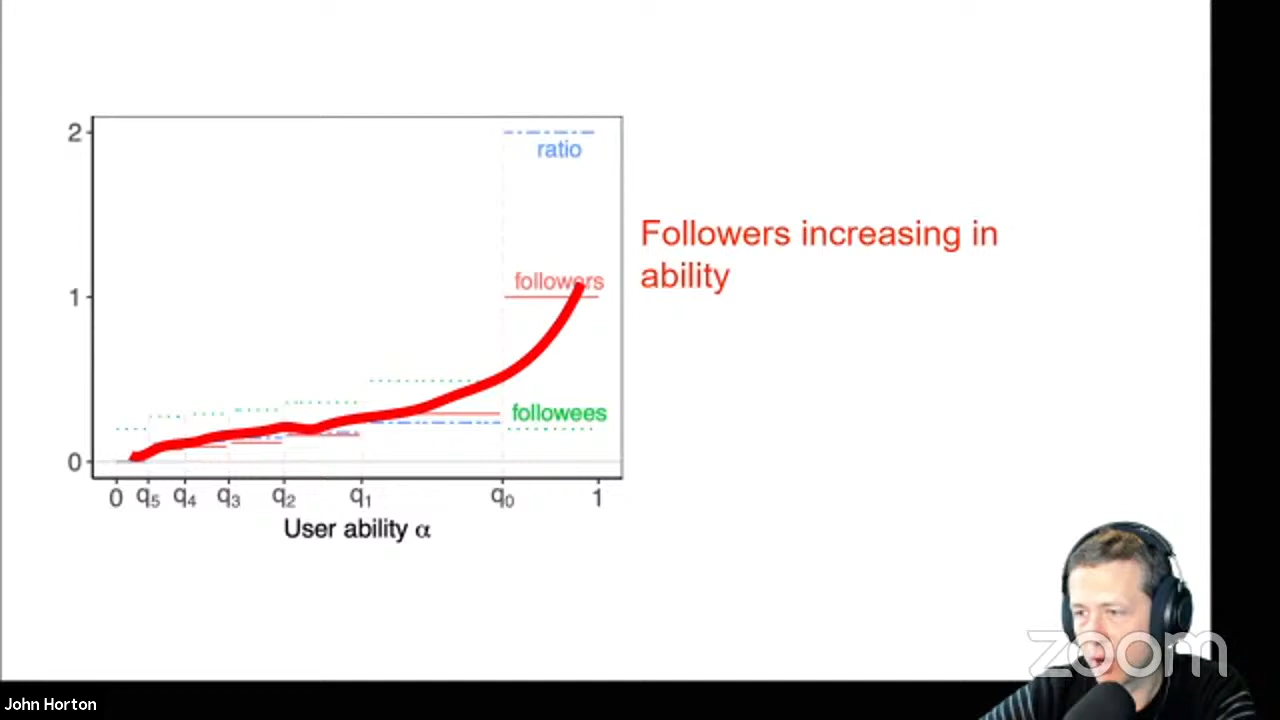 2
ratio
Followers increasing in
ability
followers
1
followees
0
0 q5 q4 q3 q2 q1 q0 1
User ability α
zoom
John Horton